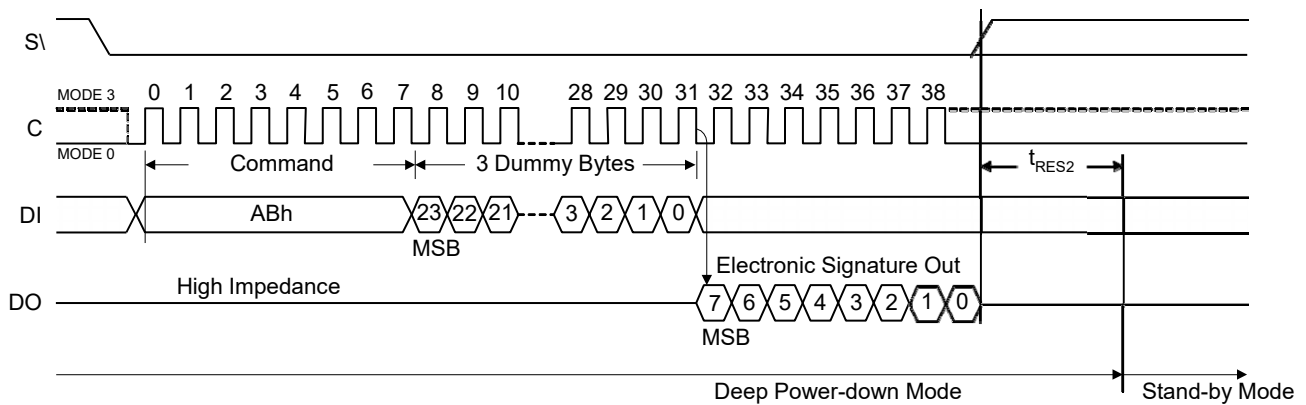 S\
MODE 3
0 1 2 3 4 5 6 7 8 9 10 28 29 30 31 32 33 34 35 36 37 38
C
MODE 0
Command
3 Dummy Bytes
tRES2
DI
ABh
23 22 21 3 2 1 0
MSB
Electronic Signature Out
High Impedance
DO
7 6 5 4 3 2 1 0
MSB
Deep Power-down Mode
Stand-by Mode